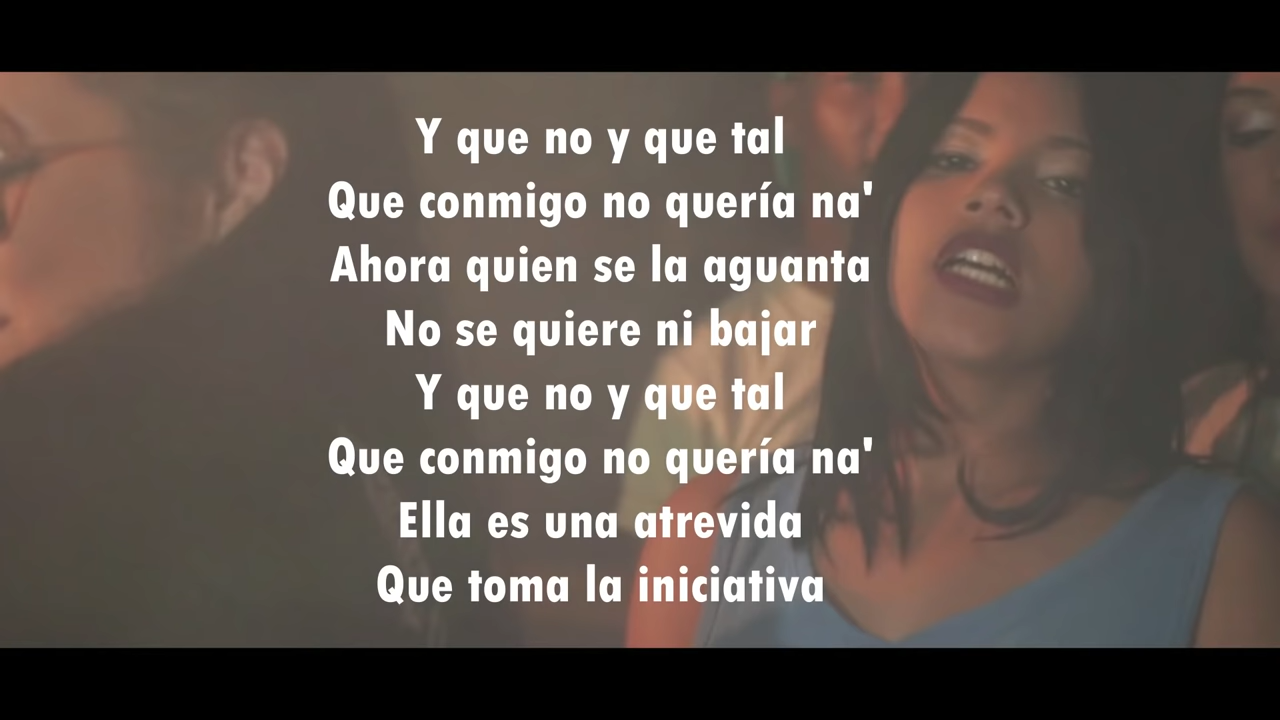 Y que no y que tal
Que conmigo no quería na'
Ahora quien se la aguanta
No se quiere ni bajar
Y que no y que tal
Que conmigo no quería na'
Ella es una atrevida
Que toma la iniciativa